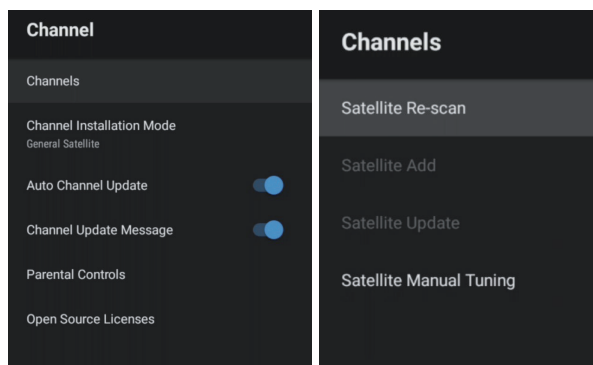 Channel
Channels
Channel Installation Mode
General Satellite
Auto Channel Update
Channel Update Message
Parental Controls
Open Source Licenses
Channels
Satellite Re-scan
Satellite Add
Satellite Update
Satellite Manual Tuning